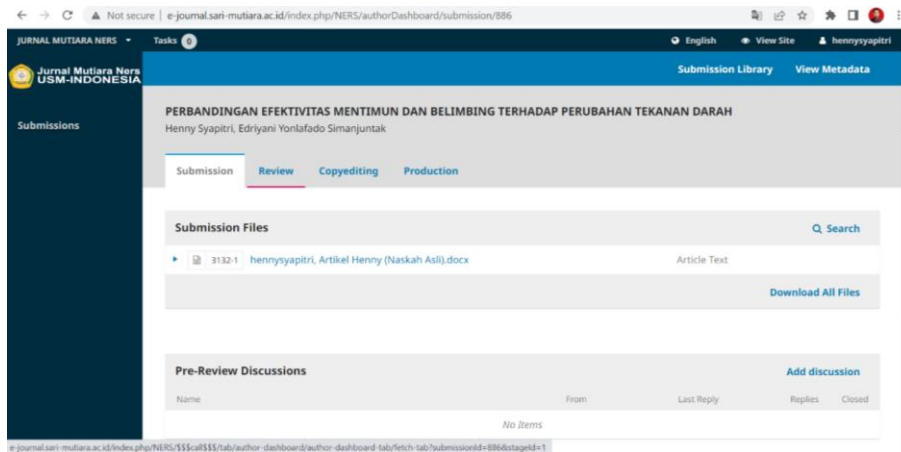 Not secure | e-journal.sari-mutiara.ac.id/index.php/NERS/authorDashboard/submission/886
JURNAL MUTIARA NERS Tasks 0 English View Site hennysyapitri
Jurnal Mutiara Ners
USM-INDONESIA
Submission Library View Metadata
Submissions
PERBANDINGAN EFEKTIVITAS MENTIMUN DAN BELIMBING TERHADAP PERUBAHAN TEKANAN DARAH
Henny Syapitri, Edriyani Yonlafado Simanjuntak
Submission Review Copyediting Production
Submission Files Search
3132-1 hennysyapitri, Artikel Henny (Naskah Asli).docx Article Text
Download All Files
Pre-Review Discussions Add discussion
Name From Last Reply Replies Closed
No Items
e-journal.sari-mutiara.ac.id/index.php/NERS/$$$call$$$/tab/author-dashboard/author-dashboard-tab/fetch-tab?submissionId=886&stageId=1